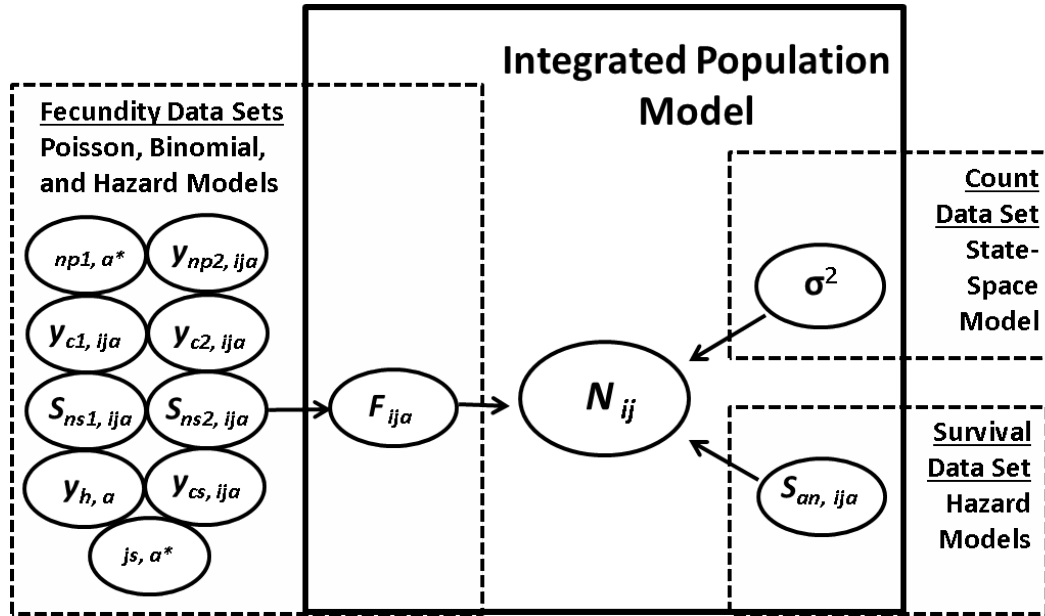 Integrated Population
Model
Fecundity Data Sets
Poisson, Binomial,
and Hazard Models
np1, a*
y np2, ija
y c1, ija
y c2, ija
S ns1, ija
S ns2, ija
y h, a
y cs, ija
js, a*
F ija
N ij
Count
Data Set
State-
Space
Model
σ²
Survival
Data Set
Hazard
Models
S an, ija